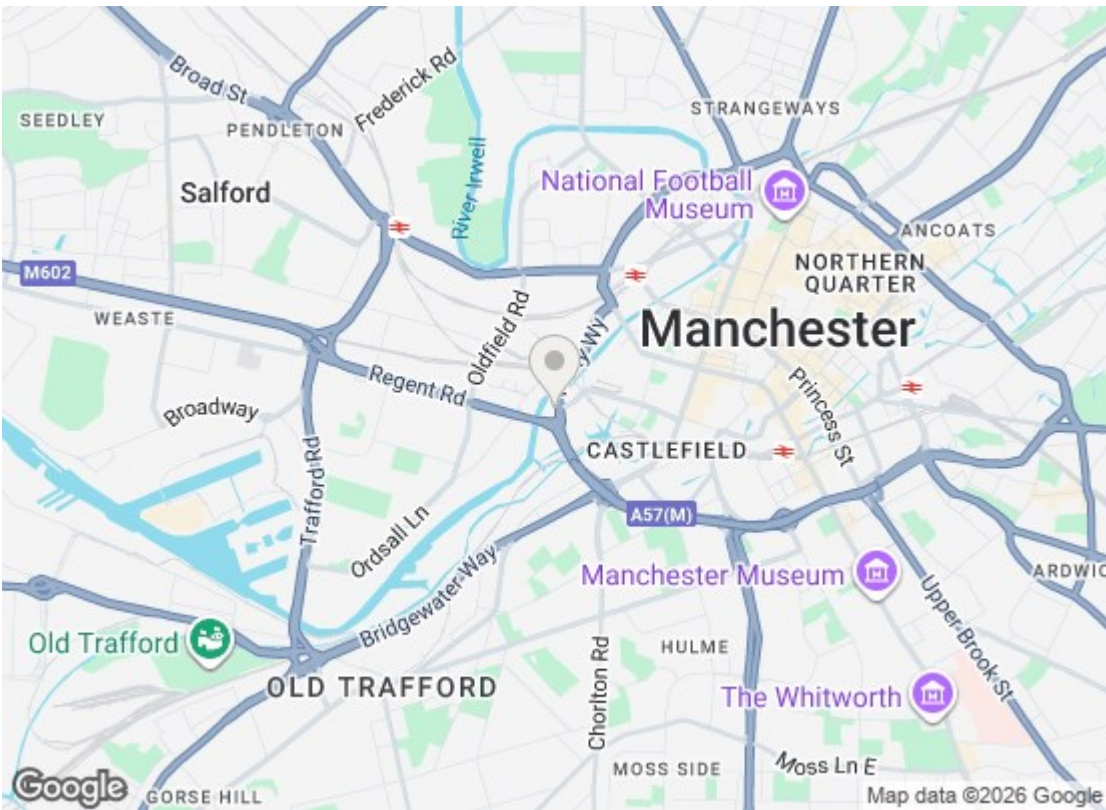 Broad St
Frederick Rd
STRANGEWAYS
SEEDLEY
PENDLETON
River Irwell
National Football
Museum
Salford
ANCOATS
NORTHERN
QUARTER
M602
WEASTE
Oldfield Rd
Manchester
Regent Rd
Princess St
Broadway
CASTLEFIELD
Trafford Rd
A57(M)
Ordsall Ln
Bridgewater Way
Manchester Museum
ARDWIC
Upper Brook St
Old Trafford
HULME
OLD TRAFFORD
Chorlton Rd
The Whitworth
MOSS SIDE
Moss Ln E
Google
GORSE HILL
Map data ©2026 Google